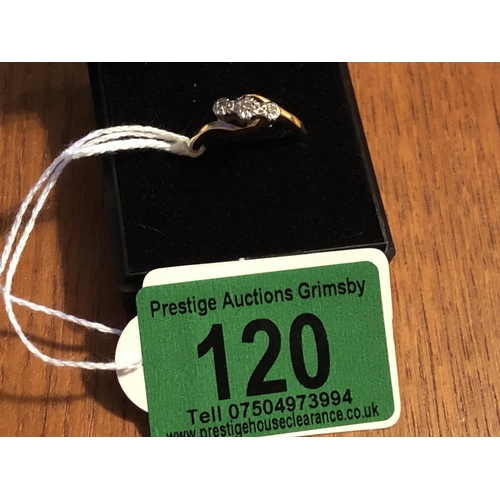 Prestige Auctions Grimsby
120
Tell 07504973994
www.prestigehouseclearance.co.uk